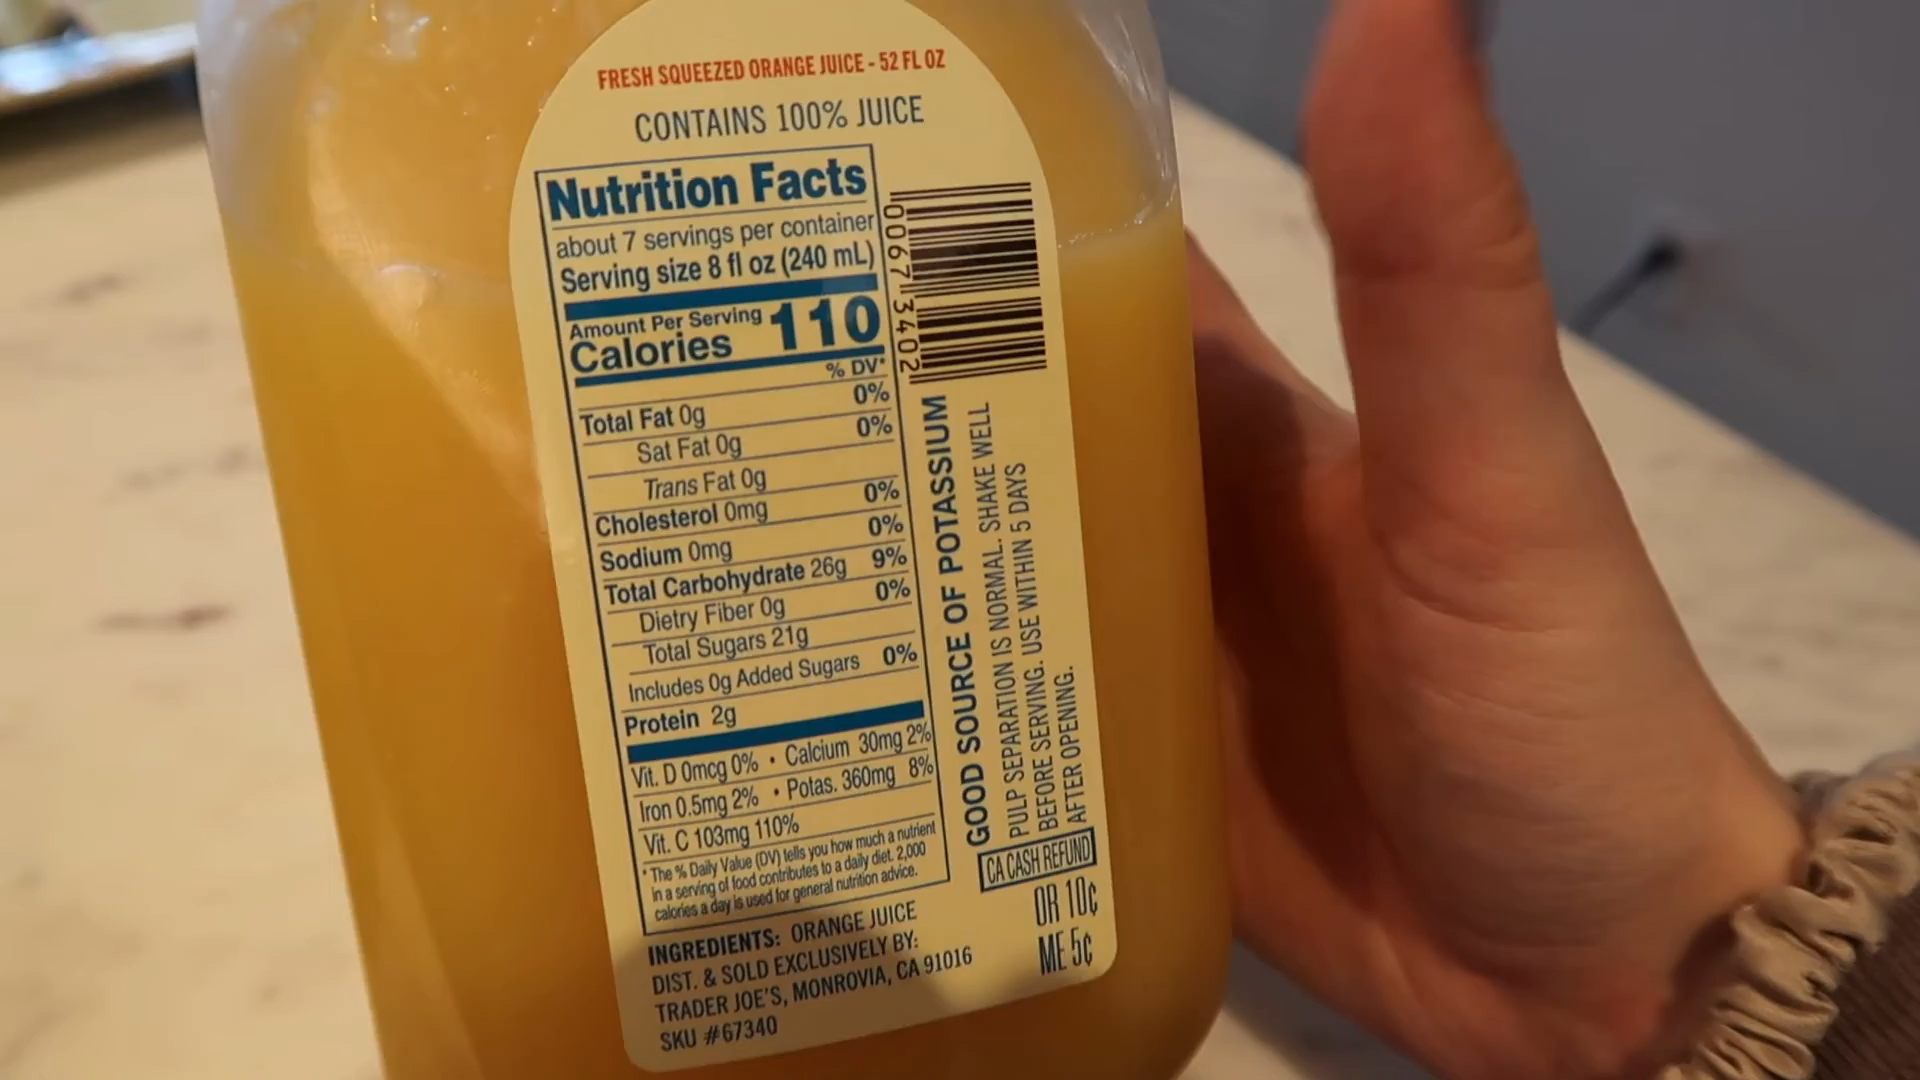 FRESH SQUEEZED ORANGE JUICE - 52 FL OZ
CONTAINS 100% JUICE
Nutrition Facts
about 7 servings per container
Serving size 8 fl oz (240 mL)
Amount Per Serving
Calories 110
% DV*
Total Fat 0g 0%
Sat Fat 0g 0%
Trans Fat 0g
Cholesterol 0mg 0%
Sodium 0mg 0%
Total Carbohydrate 26g 9%
Dietry Fiber 0g 0%
Total Sugars 21g
Includes 0g Added Sugars 0%
Protein 2g
Vit. D 0mcg 0% • Calcium 30mg 2%
Iron 0.5mg 2% • Potas. 360mg 8%
Vit. C 103mg 110%
* The % Daily Value (DV) tells you how much a nutrient
in a serving of food contributes to a daily diet. 2,000
calories a day is used for general nutrition advice.
INGREDIENTS: ORANGE JUICE
DIST. & SOLD EXCLUSIVELY BY:
TRADER JOE'S, MONROVIA, CA 91016
SKU #67340
0067 3402
GOOD SOURCE OF POTASSIUM
PULP SEPARATION IS NORMAL. SHAKE WELL
BEFORE SERVING. USE WITHIN 5 DAYS
AFTER OPENING.
CA CASH REFUND
OR 10¢
ME 5¢